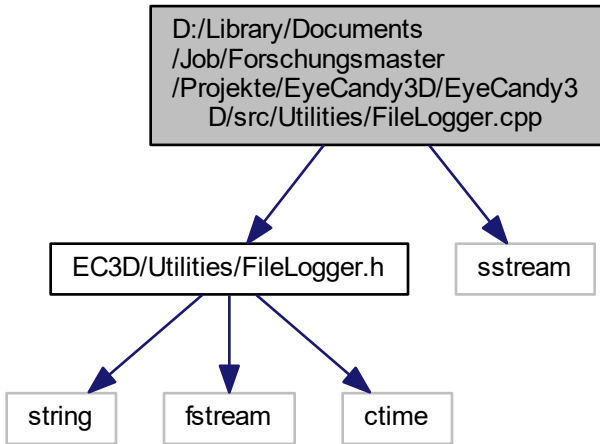 D:/Library/Documents
/Job/Forschungsmaster
/Projekte/EyeCandy3D/EyeCandy3
D/src/Utilities/FileLogger.cpp
EC3D/Utilities/FileLogger.h
sstream
string
fstream
ctime